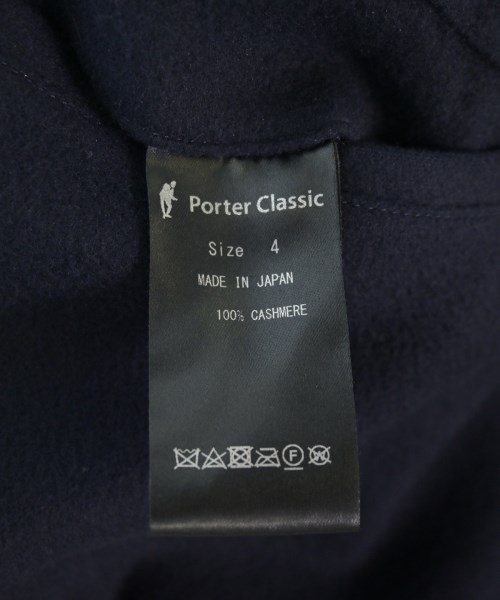 Porter Classic
Size 4
MADE IN JAPAN
100% CASHMERE
F W